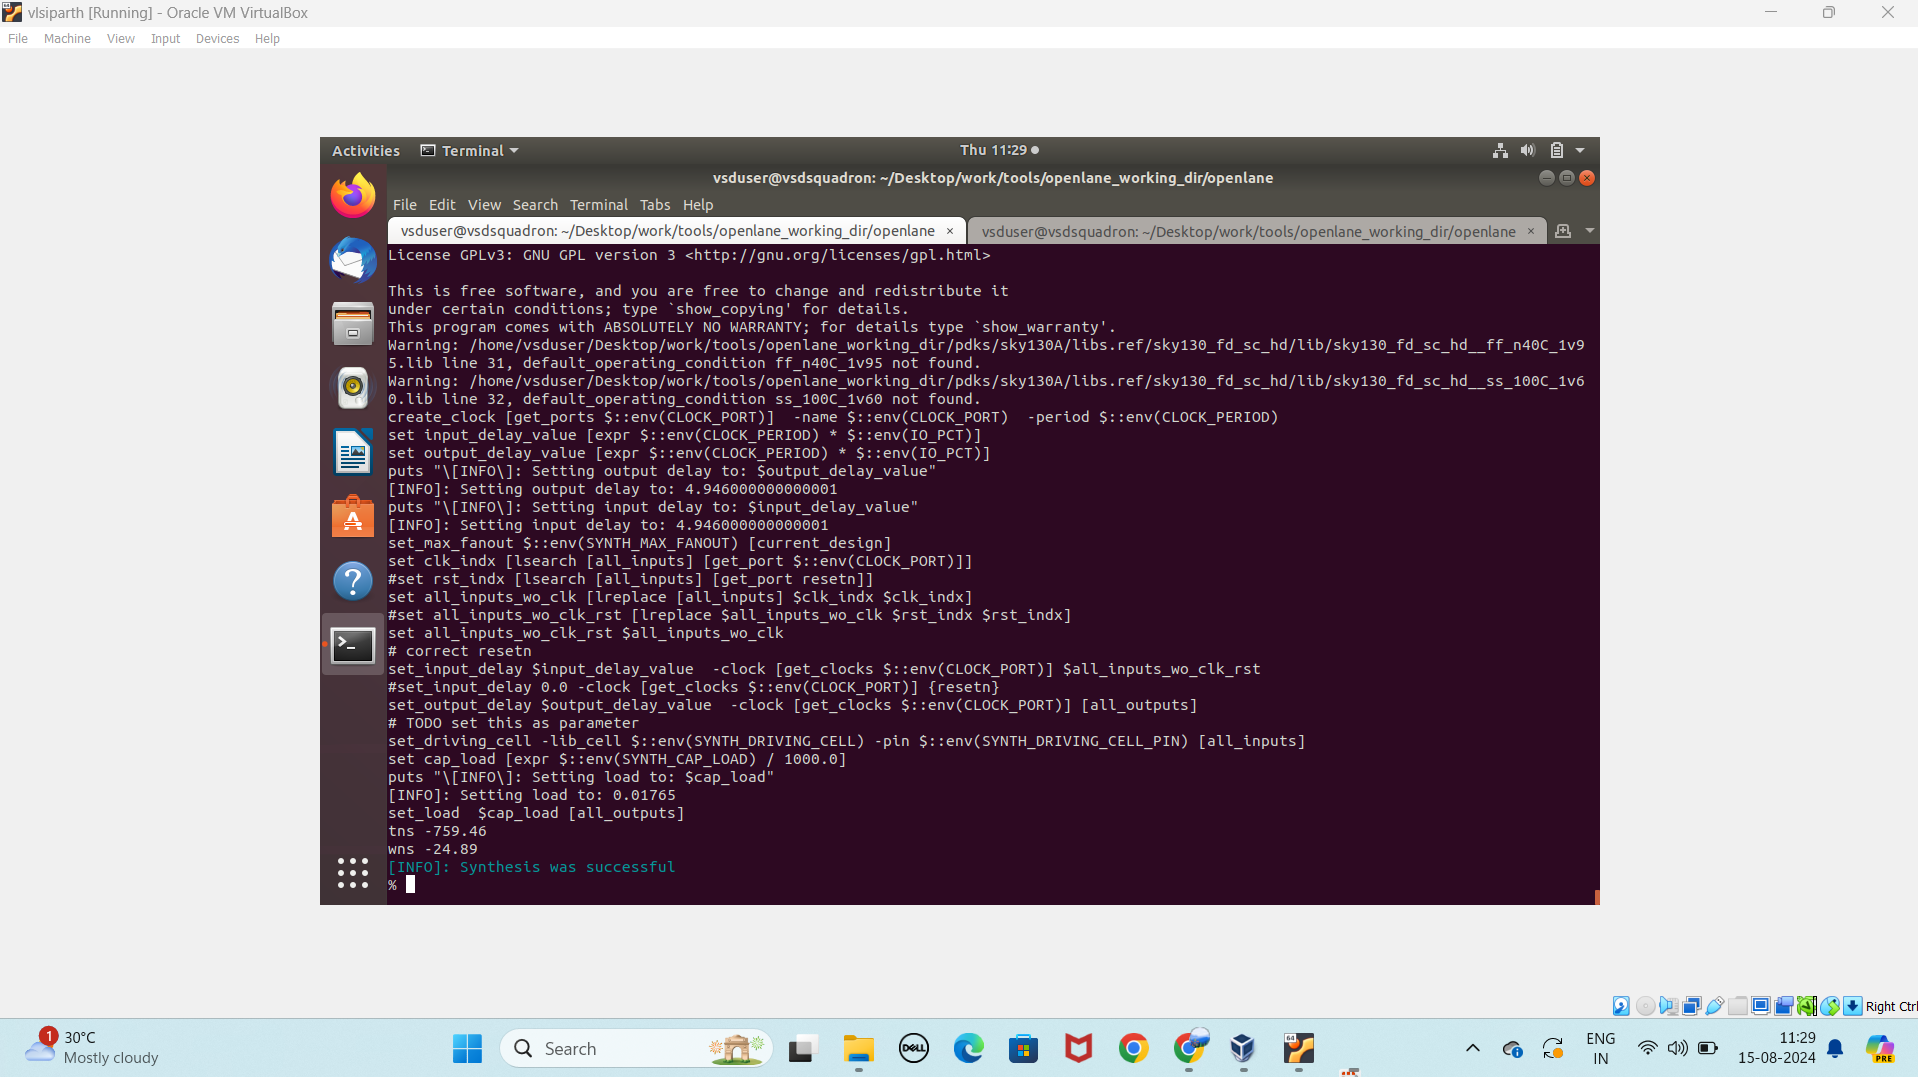 vlsiparth [Running] - Oracle VM VirtualBox
File Machine View Input Devices Help
Activities Terminal Thu 11:29
vsduser@vsdsquadron: ~/Desktop/work/tools/openlane_working_dir/openlane
File Edit View Search Terminal Tabs Help
vsduser@vsdsquadron: ~/Desktop/work/tools/openlane_working_dir/openlane × vsduser@vsdsquadron: ~/Desktop/work/tools/openlane_working_dir/openlane ×
License GPLv3: GNU GPL version 3 <http://gnu.org/licenses/gpl.html>
This is free software, and you are free to change and redistribute it
under certain conditions; type `show_copying' for details.
This program comes with ABSOLUTELY NO WARRANTY; for details type `show_warranty'.
Warning: /home/vsduser/Desktop/work/tools/openlane_working_dir/pdks/sky130A/libs.ref/sky130_fd_sc_hd/lib/sky130_fd_sc_hd__ff_n40C_1v9
5.lib line 31, default_operating_condition ff_n40C_1v95 not found.
Warning: /home/vsduser/Desktop/work/tools/openlane_working_dir/pdks/sky130A/libs.ref/sky130_fd_sc_hd/lib/sky130_fd_sc_hd__ss_100C_1v6
0.lib line 32, default_operating_condition ss_100C_1v60 not found.
create_clock [get_ports $::env(CLOCK_PORT)]  -name $::env(CLOCK_PORT)  -period $::env(CLOCK_PERIOD)
set input_delay_value [expr $::env(CLOCK_PERIOD) * $::env(IO_PCT)]
set output_delay_value [expr $::env(CLOCK_PERIOD) * $::env(IO_PCT)]
puts "\[INFO\]: Setting output delay to: $output_delay_value"
[INFO]: Setting output delay to: 4.946000000000001
puts "\[INFO\]: Setting input delay to: $input_delay_value"
[INFO]: Setting input delay to: 4.946000000000001
set_max_fanout $::env(SYNTH_MAX_FANOUT) [current_design]
set clk_indx [lsearch [all_inputs] [get_port $::env(CLOCK_PORT)]]
#set rst_indx [lsearch [all_inputs] [get_port resetn]]
set all_inputs_wo_clk [lreplace [all_inputs] $clk_indx $clk_indx]
#set all_inputs_wo_clk_rst [lreplace $all_inputs_wo_clk $rst_indx $rst_indx]
set all_inputs_wo_clk_rst $all_inputs_wo_clk
# correct resetn
set_input_delay $input_delay_value  -clock [get_clocks $::env(CLOCK_PORT)] $all_inputs_wo_clk_rst
#set_input_delay 0.0 -clock [get_clocks $::env(CLOCK_PORT)] {resetn}
set_output_delay $output_delay_value  -clock [get_clocks $::env(CLOCK_PORT)] [all_outputs]
# TODO set this as parameter
set_driving_cell -lib_cell $::env(SYNTH_DRIVING_CELL) -pin $::env(SYNTH_DRIVING_CELL_PIN) [all_inputs]
set cap_load [expr $::env(SYNTH_CAP_LOAD) / 1000.0]
puts "\[INFO\]: Setting load to: $cap_load"
[INFO]: Setting load to: 0.01765
set_load  $cap_load [all_outputs]
tns -759.46
wns -24.89
[INFO]: Synthesis was successful
%
Right Ctrl
1 30°C
Mostly cloudy
Search
DELL
64
ENG
IN
11:29
15-08-2024
PRE